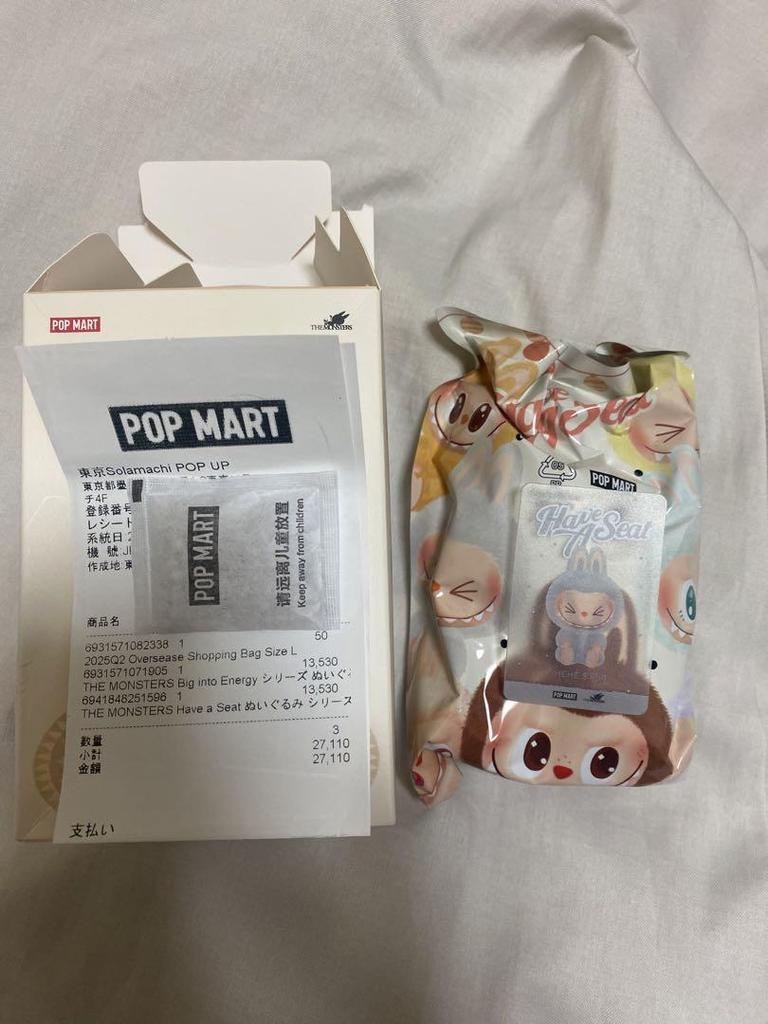 POP MART
THE MONSTERS
POP MART
東京Solamachi POP UP
東京都墨
チ4F
登録番号
レシート
系統日 2
機 號 JI
作成地:東
POP MART
请远离儿童放置
Keep away from children
商品名
6931571082338 1 50
2025Q2 Oversease Shopping Bag Size L
6931571071905 1 13,530
THE MONSTERS Big into Energy シリーズ ぬいぐ
6941848251596 1 13,530
THE MONSTERS Have a Seat ぬいぐるみ シリーズ
数量 3
小計 27,110
金額 27,110
支払い
05
POP MART
Have A Seat
POP MART